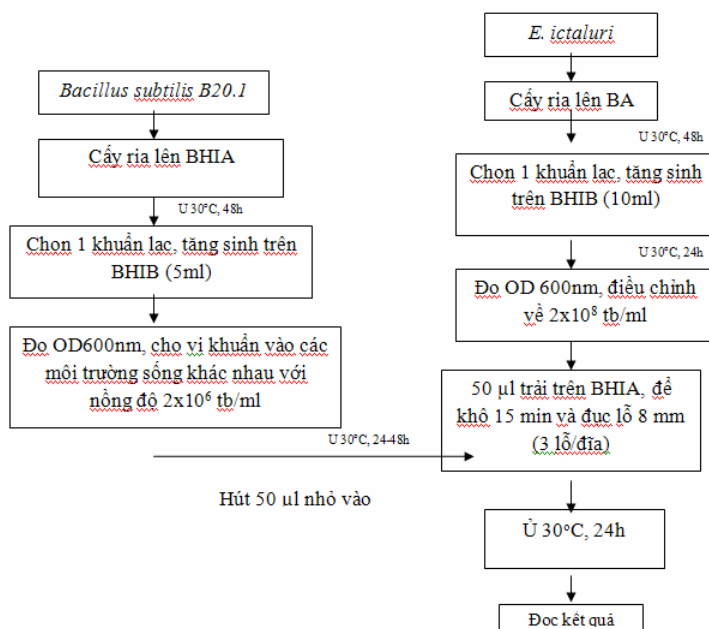 Bacillus subtilis B20.1
Cấy ria lên BHIA
U 30°C, 48h
Chọn 1 khuẩn lạc, tăng sinh trên
BHIB (5ml)
Đo OD600nm, cho vi khuẩn vào các
môi trường sống khác nhau với
nồng độ 2x10⁶ tb/ml
U 30°C, 24-48h
Hút 50 µl nhỏ vào
E. ictaluri
Cấy ria lên BA
U 30°C, 48h
Chọn 1 khuẩn lạc, tăng sinh
trên BHIB (10ml)
U 30°C, 24h
Đo OD 600nm, điều chỉnh
về 2x10⁸ tb/ml
50 µl trải trên BHIA, để
khô 15 min và đục lỗ 8 mm
(3 lỗ/đĩa)
Ủ 30°C, 24h
Đọc kết quả